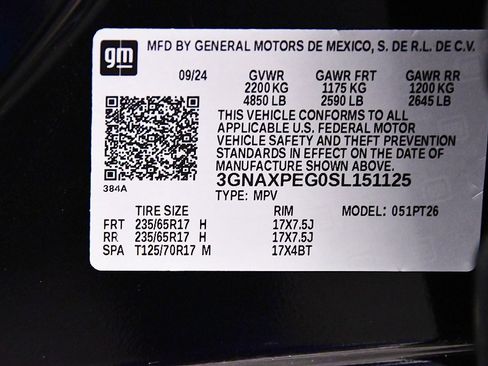 gm MFD BY GENERAL MOTORS DE MEXICO, S. DE R.L. DE C.V.
09/24 GVWR GAWR FRT GAWR RR
2200 KG 1175 KG 1200 KG
4850 LB 2590 LB 2645 LB
THIS VEHICLE CONFORMS TO ALL
APPLICABLE U.S. FEDERAL MOTOR
VEHICLE SAFETY AND THEFT PREVENTION
STANDARDS IN EFFECT ON THE DATE OF
MANUFACTURE SHOWN ABOVE.
3GNAXPEG0SL151125
384A
TYPE: MPV
TIRE SIZE RIM MODEL: 051PT26
FRT 235/65R17 H 17X7.5J
RR 235/65R17 H 17X7.5J
SPA T125/70R17 M 17X4BT